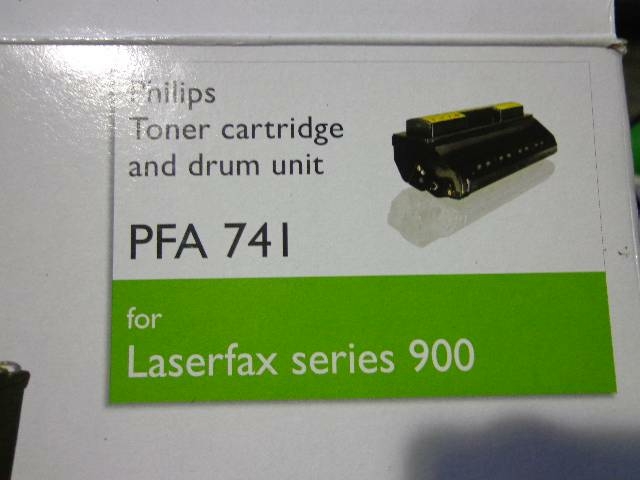 Philips
Toner cartridge
and drum unit
PFA 741
for
Laserfax series 900